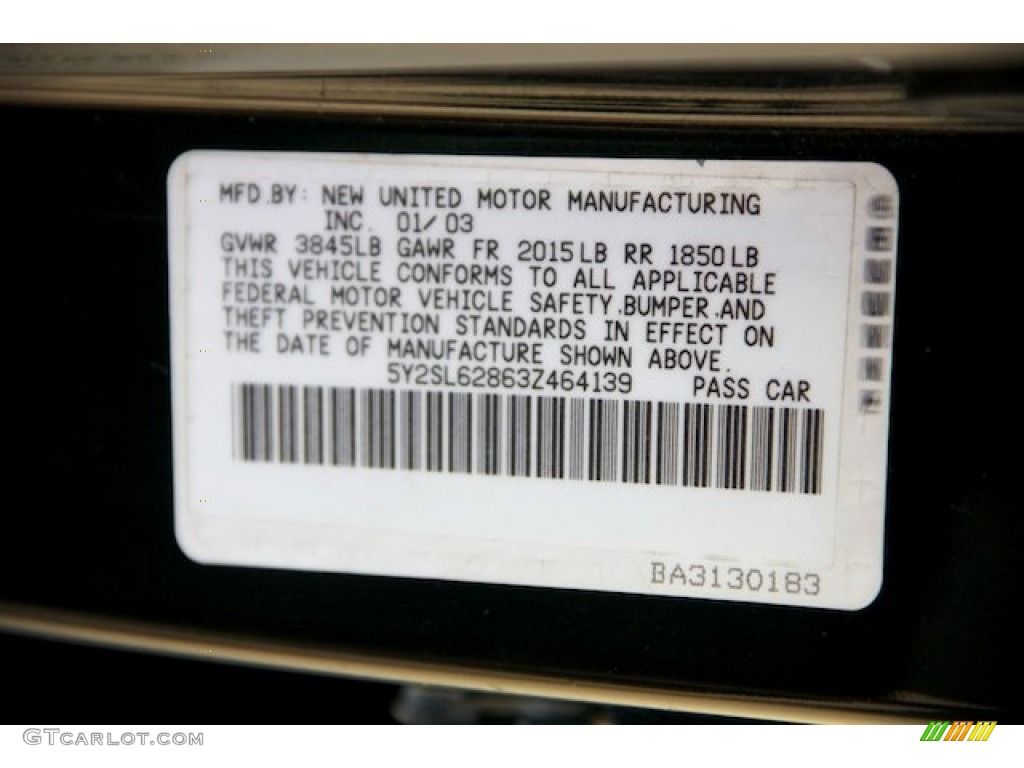 MFD.BY: NEW UNITED MOTOR MANUFACTURING
INC. 01/03
GVWR 3845LB GAWR FR 2015LB RR 1850LB
THIS VEHICLE CONFORMS TO ALL APPLICABLE
FEDERAL MOTOR VEHICLE SAFETY,BUMPER,AND
THEFT PREVENTION STANDARDS IN EFFECT ON
THE DATE OF MANUFACTURE SHOWN ABOVE.
5Y2SL62863Z464139 PASS CAR
BA3130183
GTcarlot.com